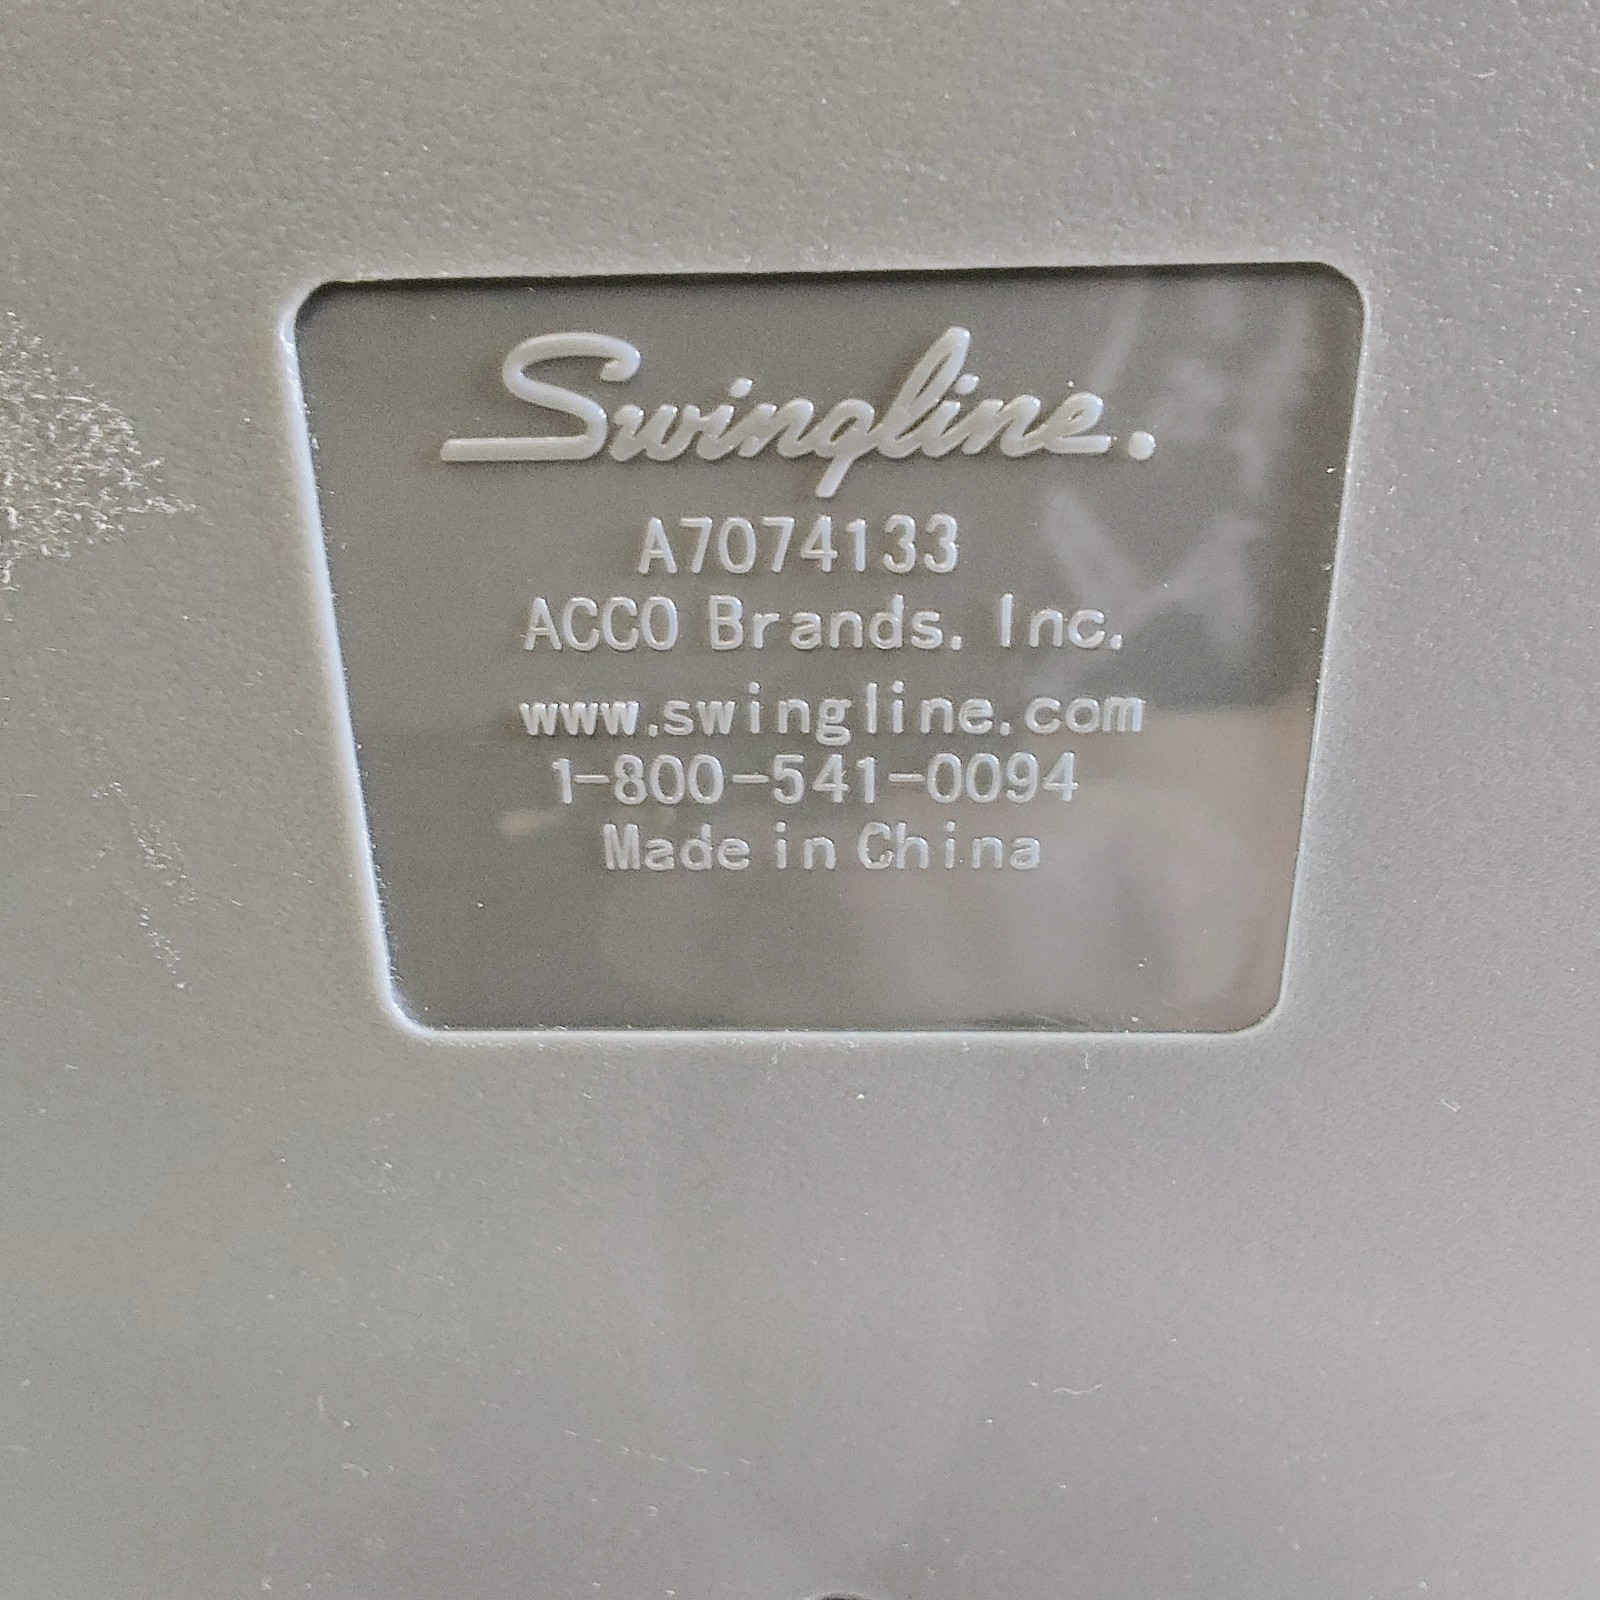 Swingline.
A7074133
ACCO Brands, Inc.
www.swingline.com
1-800-541-0094
Made in China